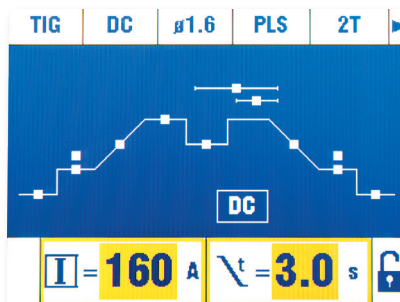 TIG DC ø1.6 PLS 2T
DC
I = 160 A t = 3.0 s